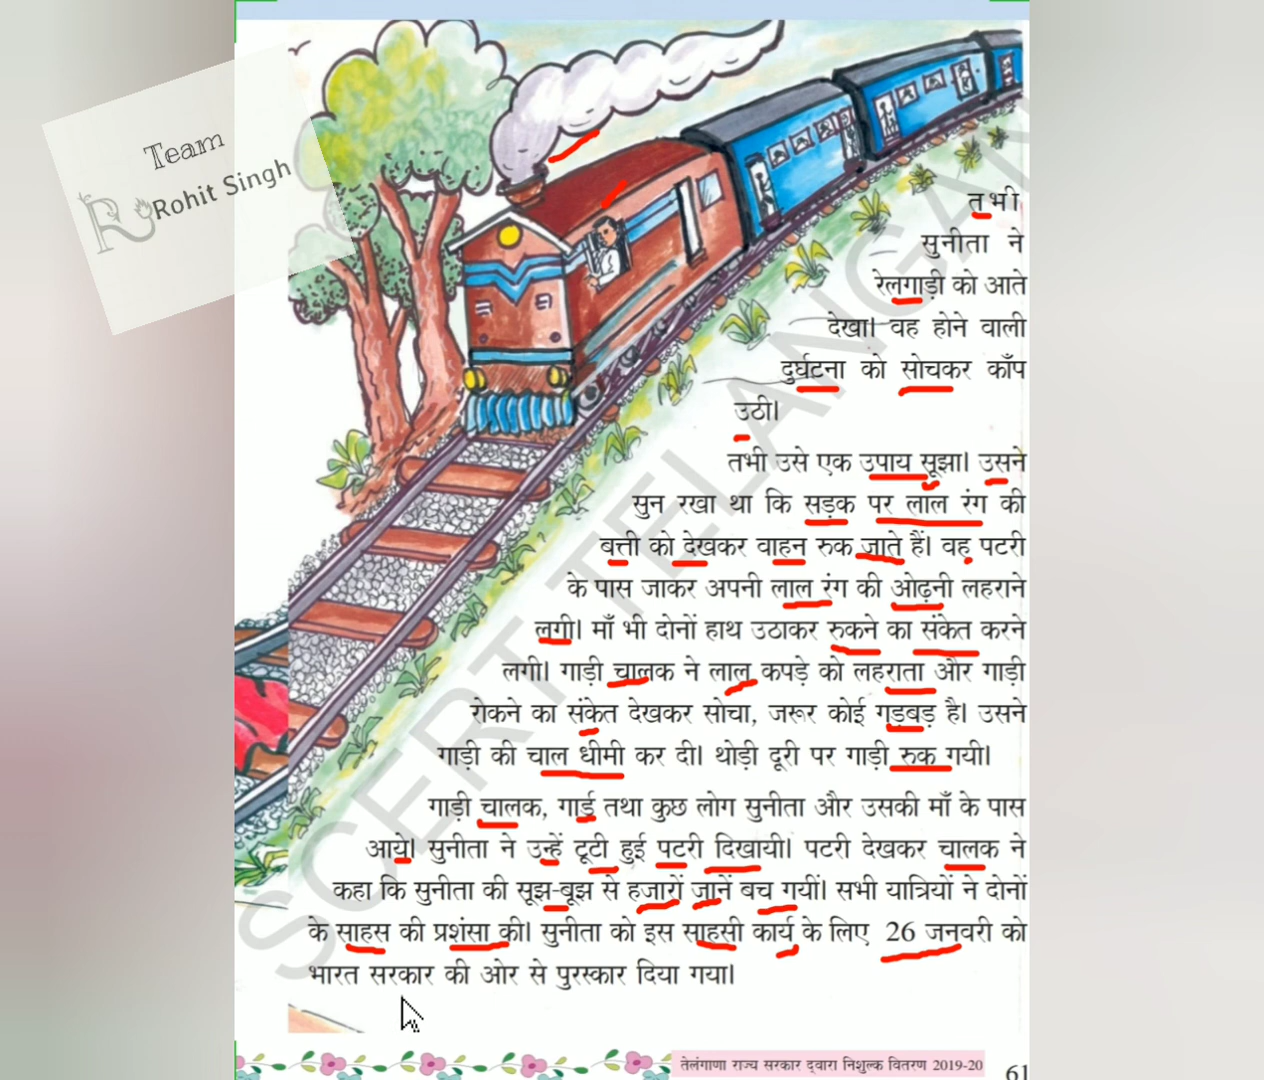 Team
Rohit Singh
तभी
सुनीता ने
रेलगाड़ी को आते
देखा। वह होने वाली
दुर्घटना को सोचकर काँप
उठी।
तभी उसे एक उपाय सूझा। उसने
सुन रखा था कि सड़क पर लाल रंग की
बत्ती को देखकर वाहन रुक जाते हैं। वह पटरी
के पास जाकर अपनी लाल रंग की ओढ़नी लहराने
लगी। माँ भी दोनों हाथ उठाकर रुकने का संकेत करने
लगी। गाड़ी चालक ने लाल कपड़े को लहराता और गाड़ी
रोकने का संकेत देखकर सोचा, जरूर कोई गड़बड़ है। उसने
गाड़ी की चाल धीमी कर दी। थोड़ी दूरी पर गाड़ी रुक गयी।
गाड़ी चालक, गार्ड तथा कुछ लोग सुनीता और उसकी माँ के पास
आये। सुनीता ने उन्हें टूटी हुई पटरी दिखायी। पटरी देखकर चालक ने
कहा कि सुनीता की सूझ-बूझ से हजारों जानें बच गयीं। सभी यात्रियों ने दोनों
के साहस की प्रशंसा की। सुनीता को इस साहसी कार्य के लिए 26 जनवरी को
भारत सरकार की ओर से पुरस्कार दिया गया।
SCERT TELANGAN
तेलंगाणा राज्य सरकार द्वारा निशुल्क वितरण 2019-20
61